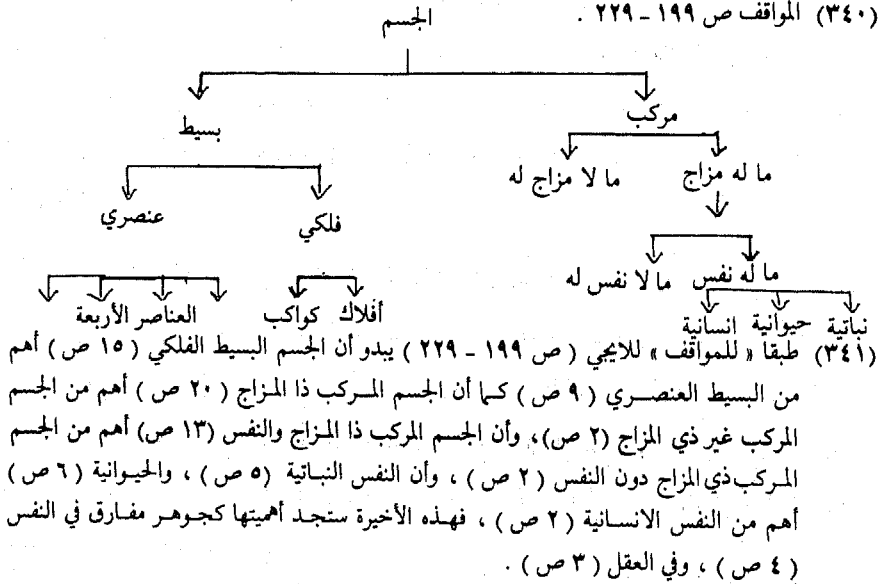 (٣٤٠) المواقف ص ١٩٩ - ٢٢٩ .
الجسم
مركب
بسيط
ما له مزاج
ما لا مزاج له
فلكي
عنصري
ما له نفس
ما لا نفس له
أفلاك
كواكب
العناصر الأربعة
نباتية
حيوانية
انسانية
(٣٤١) طبقا « للمواقف » للايجي ( ص ١٩٩ - ٢٢٩ ) يبدو أن الجسم البسيط الفلكي ( ١٥ ص ) أهم
من البسيط العنصري ( ٩ ص ) كما أن الجسم المركب ذا المزاج ( ٢٠ ص ) أهم من الجسم
المركب غير ذي المزاج (٢ ص)، وأن الجسم المركب ذا المزاج والنفس (١٣ ص) أهم من الجسم
المركب ذي المزاج دون النفس ( ٢ ص ) ، وأن النفس النباتية (٥ ص ) ، والحيوانية ( ٦ ص )
أهم من النفس الانسانية ( ٢ ص ) ، فهذه الأخيرة ستجد أهميتها كجوهر مفارق في النفس
( ٤ ص ) ، وفي العقل ( ٣ ص ) .